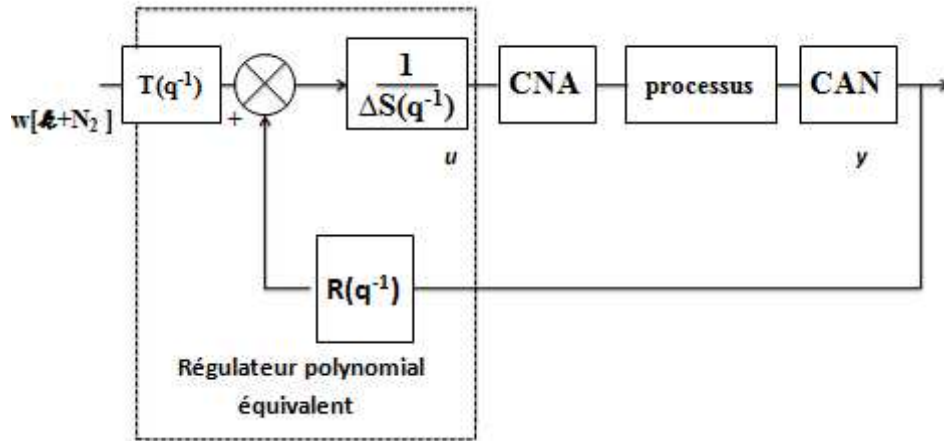 w[k+N₂ ]
T(q⁻¹)
+
1
ΔS(q⁻¹)
u
CNA
processus
CAN
y
R(q⁻¹)
Régulateur polynomial
équivalent